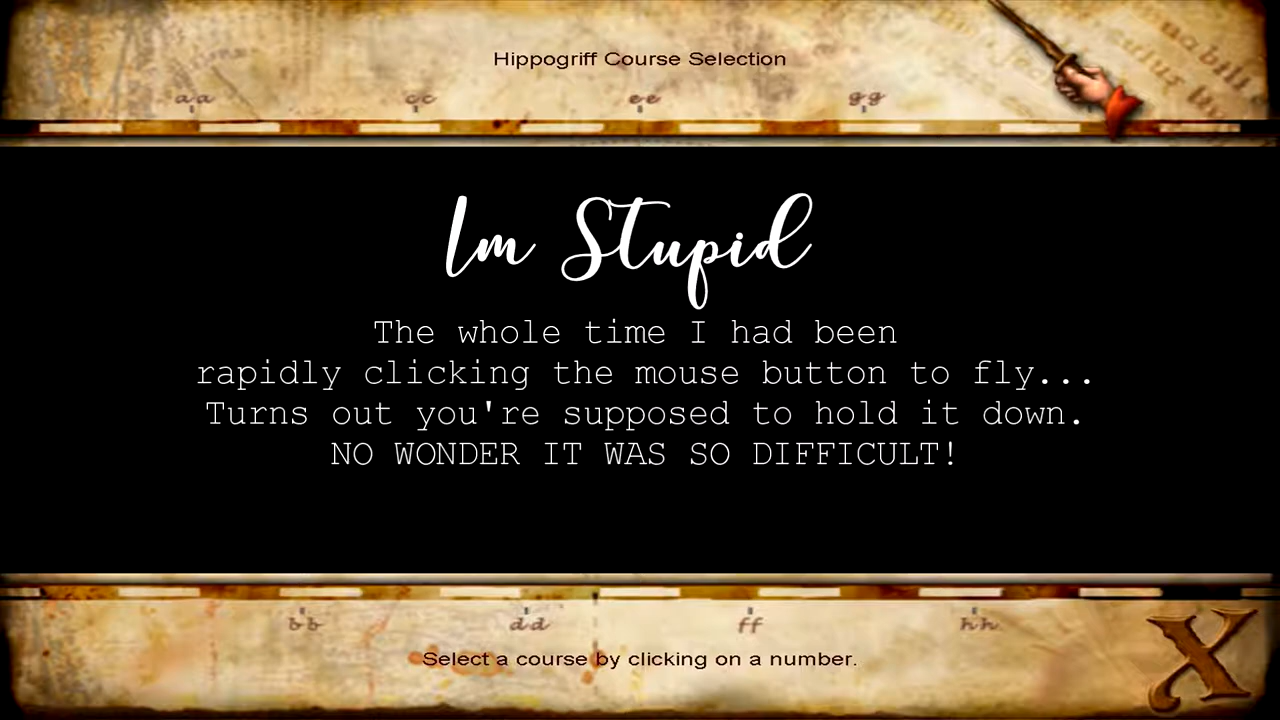 Hippogriff Course Selection
aa cc ee gg
Im Stupid
The whole time I had been
rapidly clicking the mouse button to fly...
Turns out you're supposed to hold it down.
NO WONDER IT WAS SO DIFFICULT!
bb dd ff hh
Select a course by clicking on a number.
X